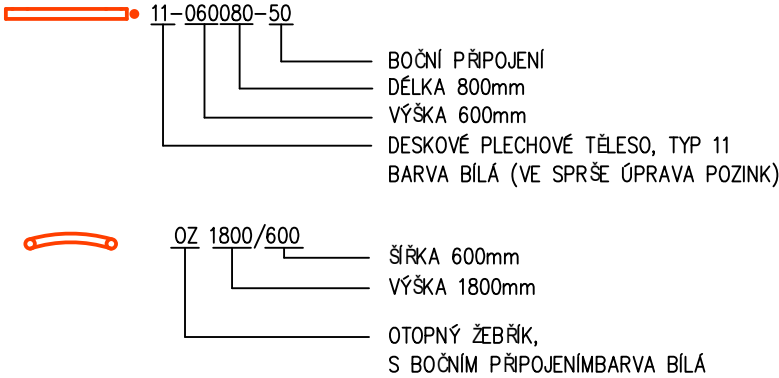 11-060080-50
BOČNÍ PŘIPOJENÍ
DÉLKA 800mm
VÝŠKA 600mm
DESKOVÉ PLECHOVÉ TĚLESO, TYP 11
BARVA BÍLÁ (VE SPRŠE ÚPRAVA POZINK)
OZ 1800/600
ŠÍŘKA 600mm
VÝŠKA 1800mm
OTOPNÝ ŽEBŘÍK,
S BOČNÍM PŘIPOJENÍMBARVA BÍLÁ